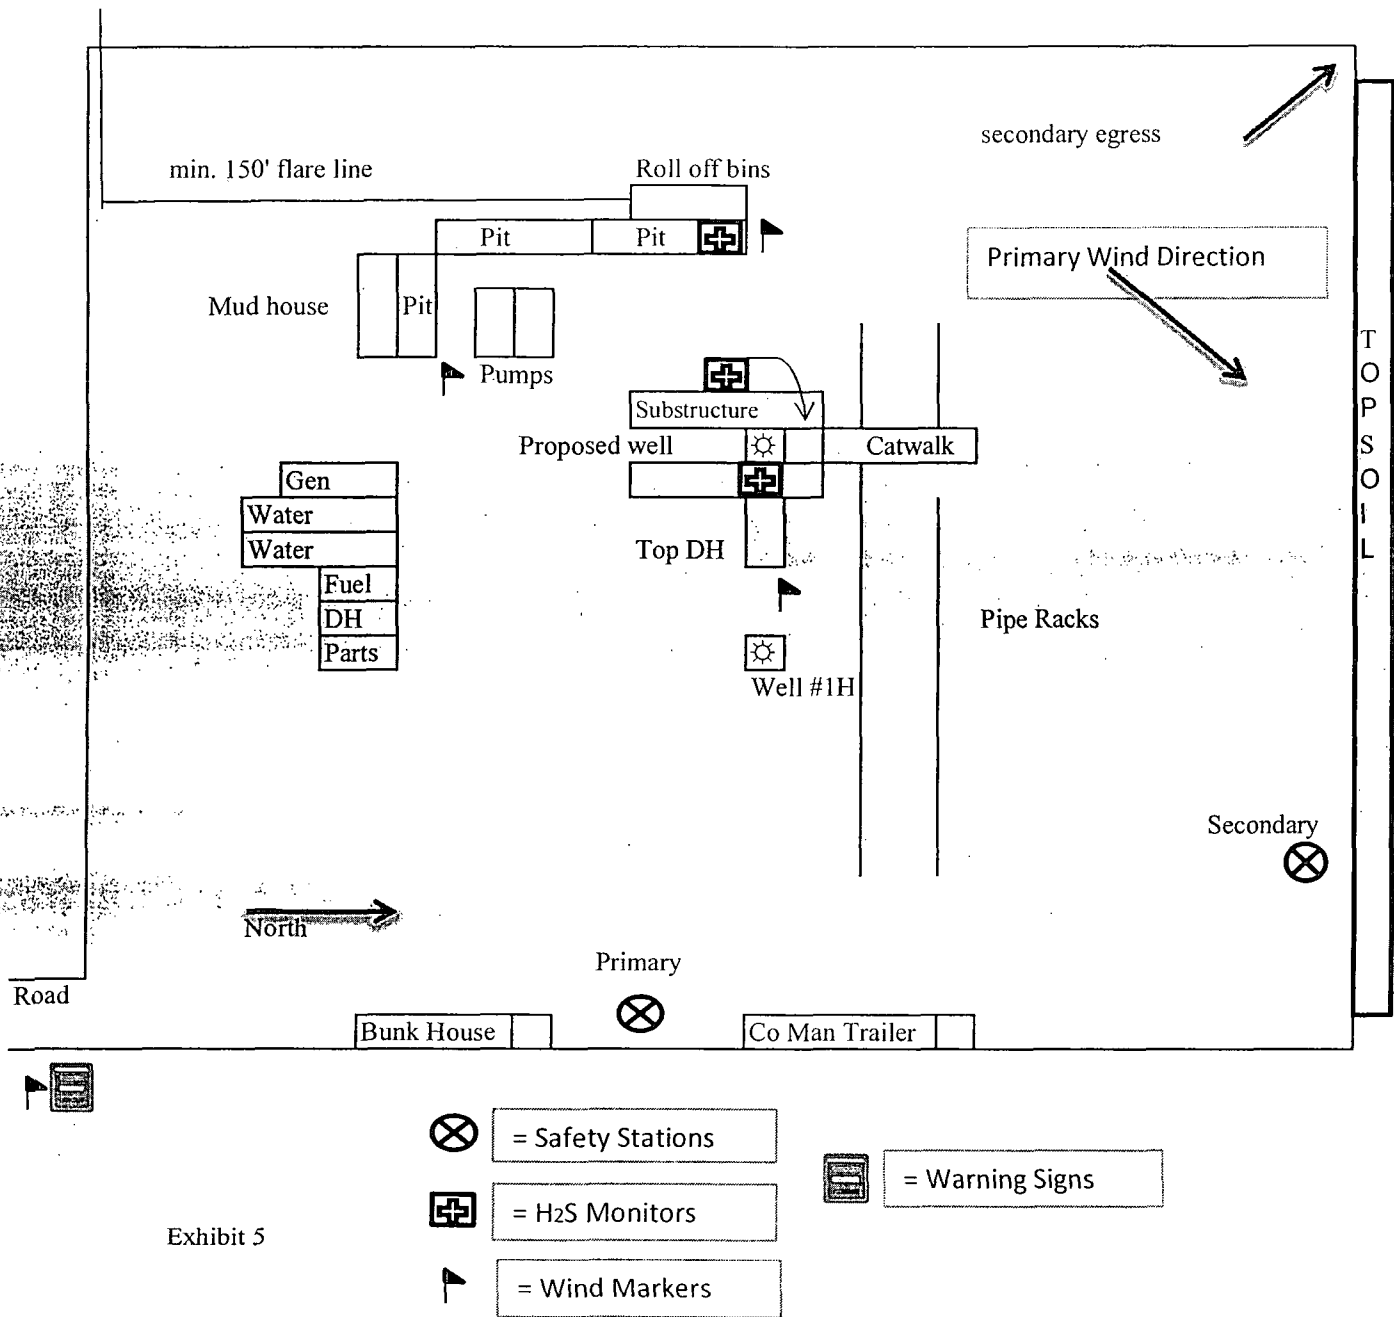 secondary egress
min. 150' flare line
Roll off bins
Pit
Pit
Primary Wind Direction
Mud house
Pit
Pumps
TOPSOIL
Substructure
Proposed well
Catwalk
Gen
Water
Water
Top DH
Fuel
DH
Parts
Pipe Racks
Well #1H
Secondary
North
Primary
Road
Bunk House
Co Man Trailer
= Safety Stations
= Warning Signs
= H2S Monitors
Exhibit 5
= Wind Markers